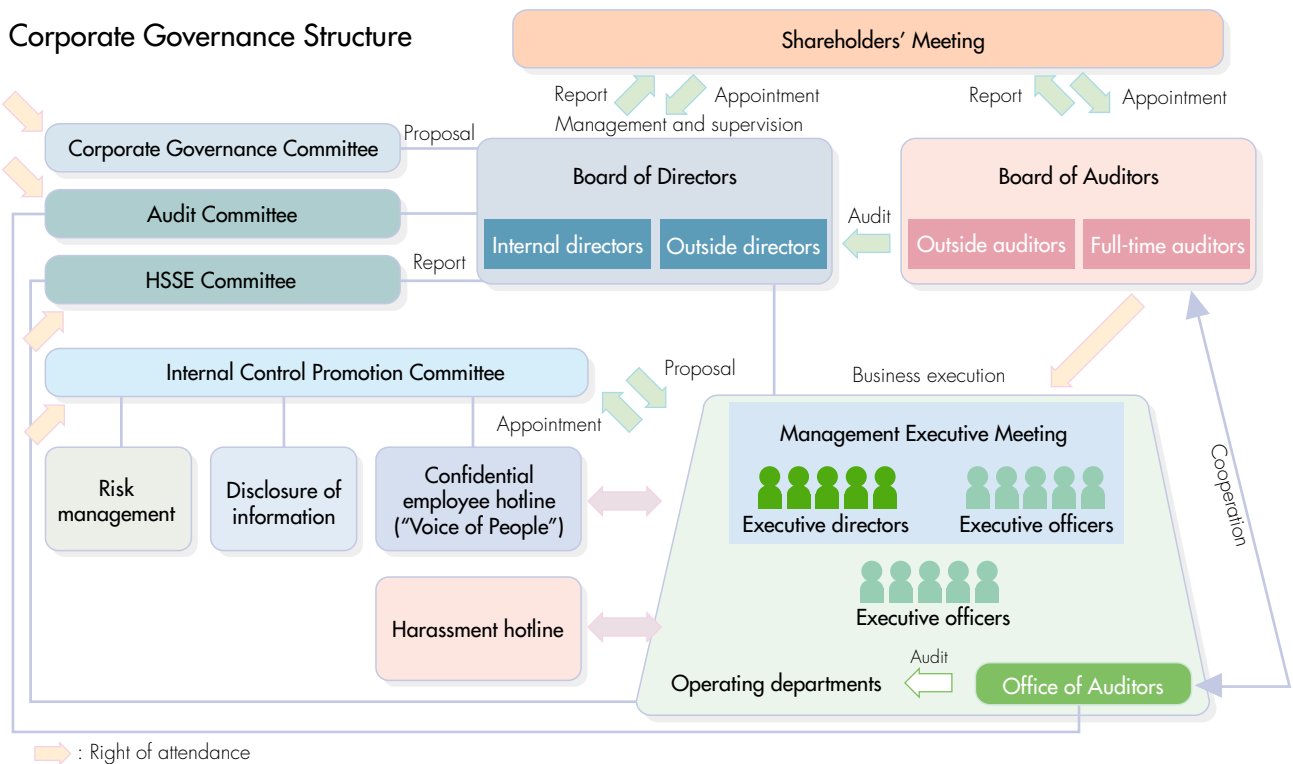 Corporate Governance Structure
Shareholders’ Meeting
Report
Appointment
Management and supervision
Report
Appointment
Corporate Governance Committee
Proposal
Board of Directors
Internal directors
Outside directors
Audit
Board of Auditors
Outside auditors
Full-time auditors
Audit Committee
HSSE Committee
Report
Internal Control Promotion Committee
Proposal
Appointment
Business execution
Risk
management
Disclosure of
information
Confidential
employee hotline
(“Voice of People”)
Harassment hotline
Management Executive Meeting
Executive directors
Executive officers
Executive officers
Operating departments
Audit
Office of Auditors
Cooperation
: Right of attendance